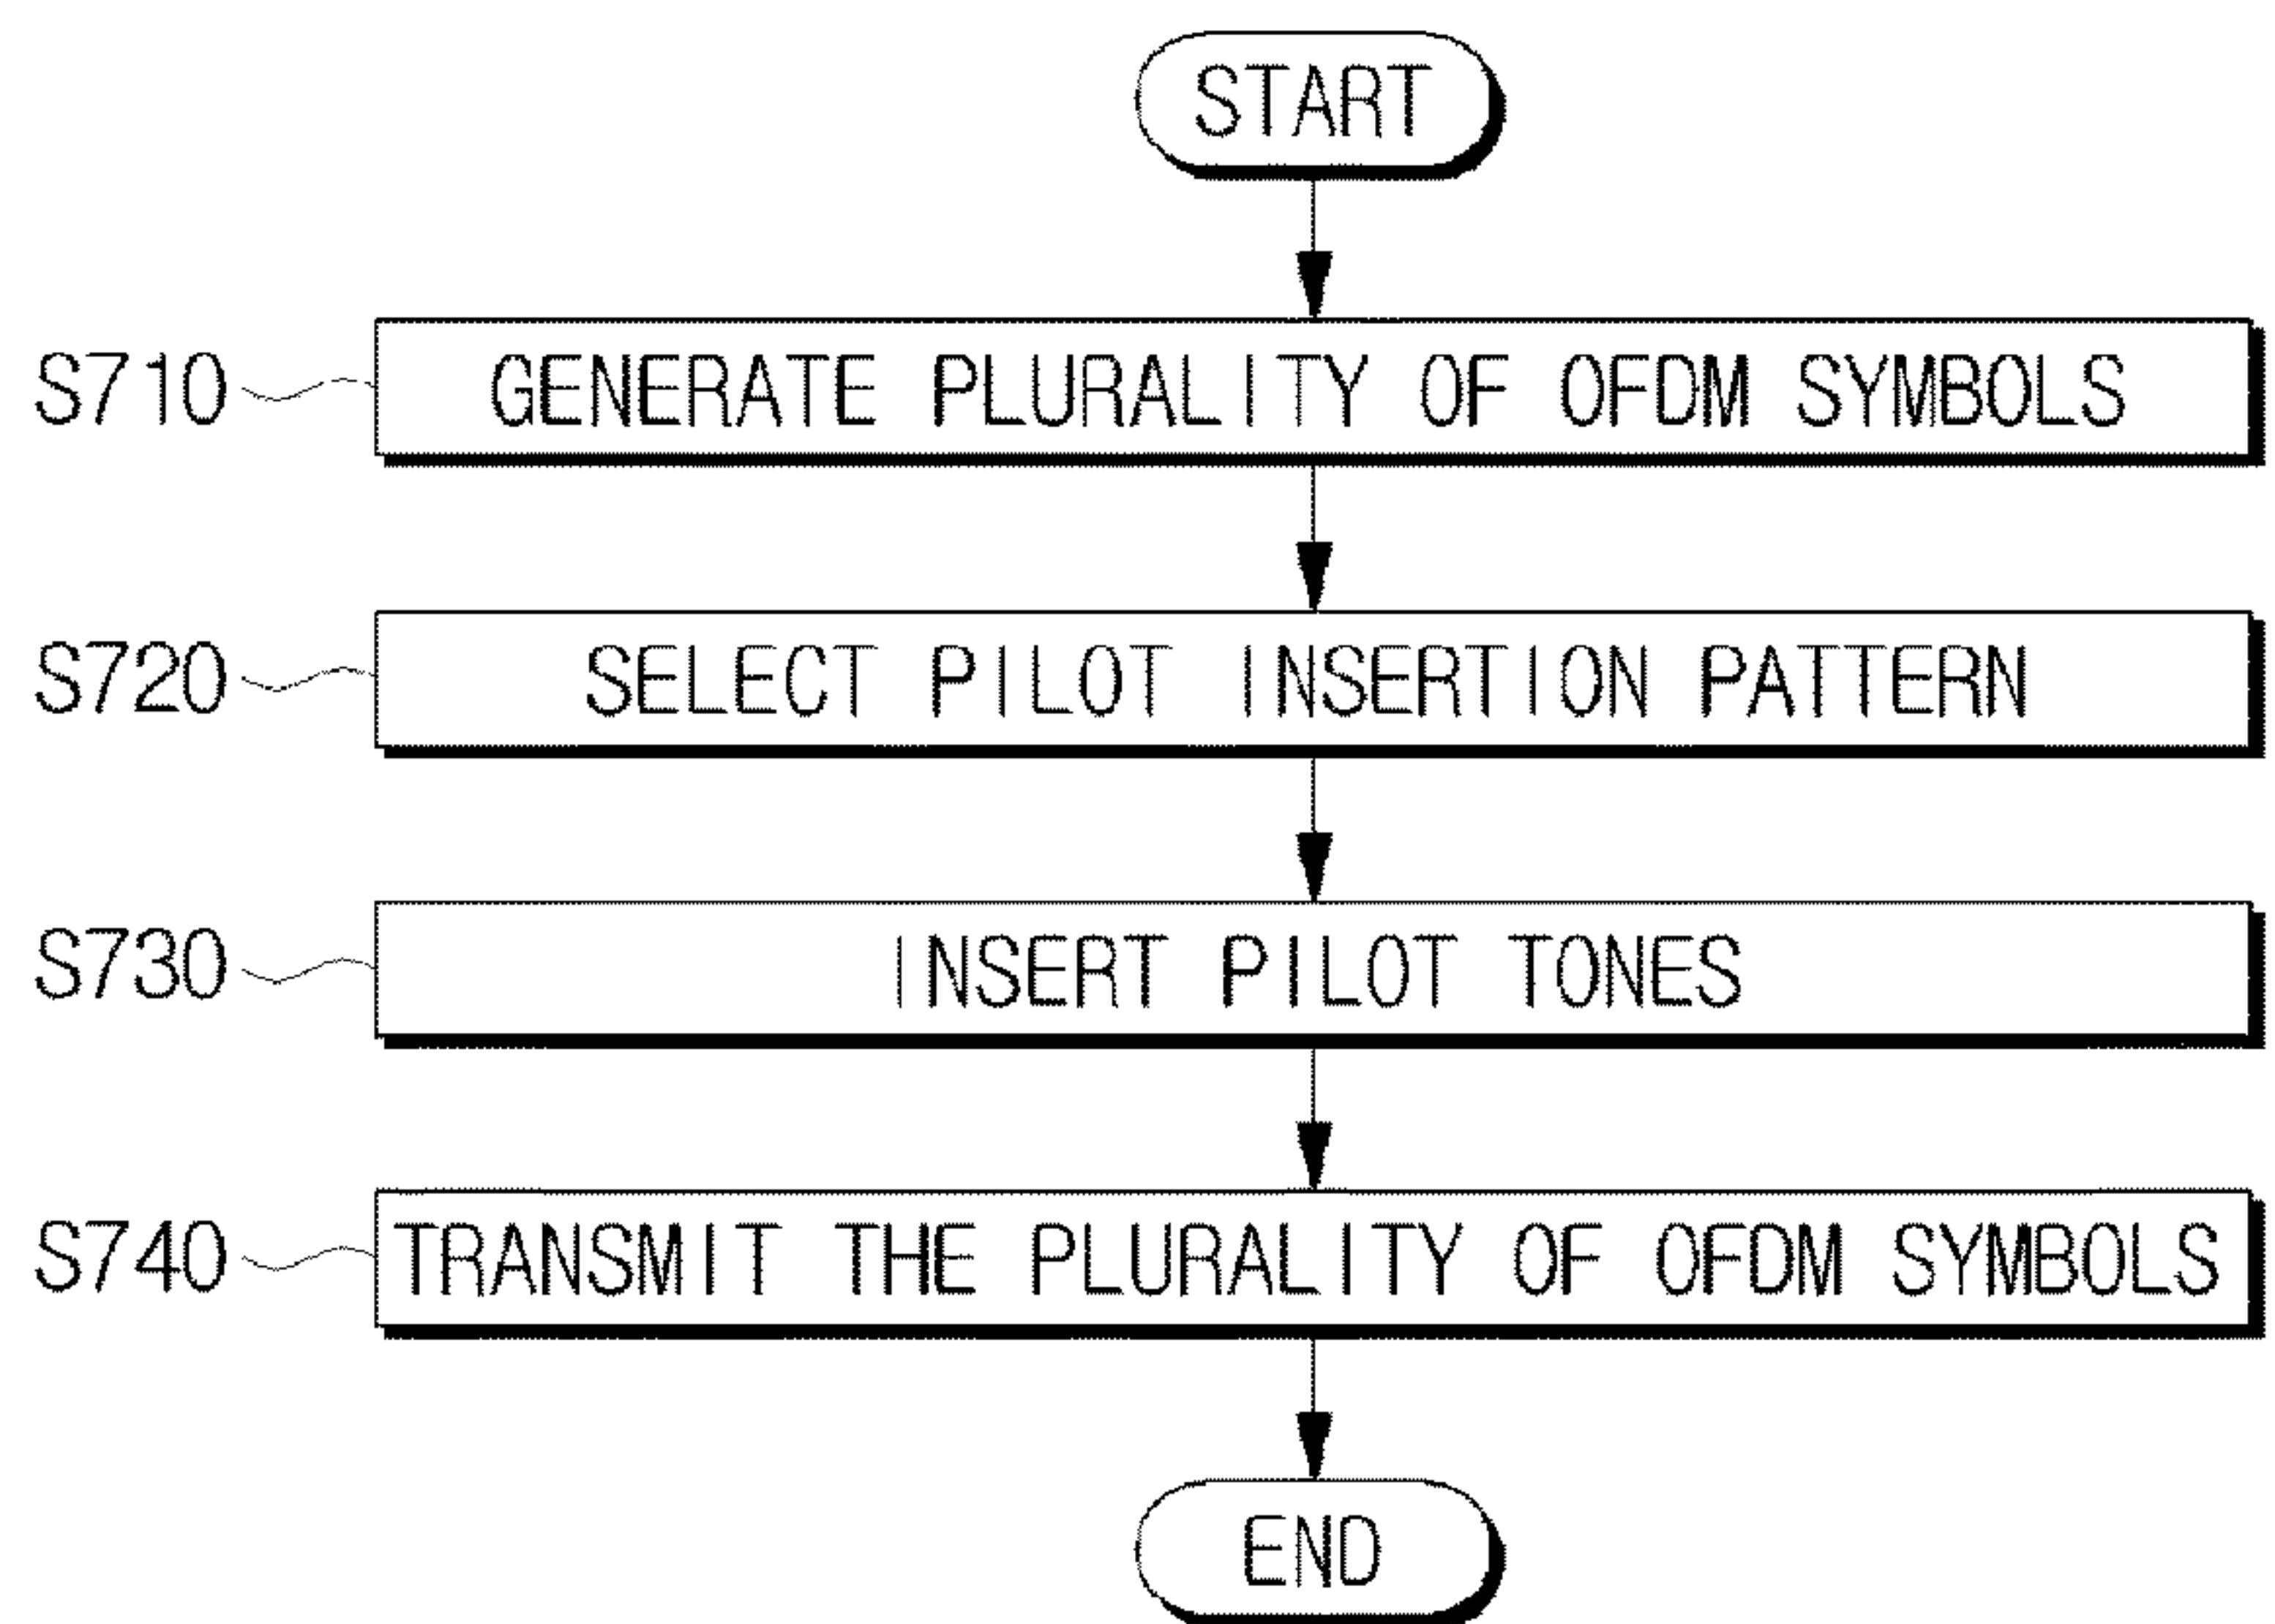 START
S710 GENERATE PLURALITY OF OFDM SYMBOLS
S720 SELECT PILOT INSERTION PATTERN
S730 INSERT PILOT TONES
S740 TRANSMIT THE PLURALITY OF OFDM SYMBOLS
END